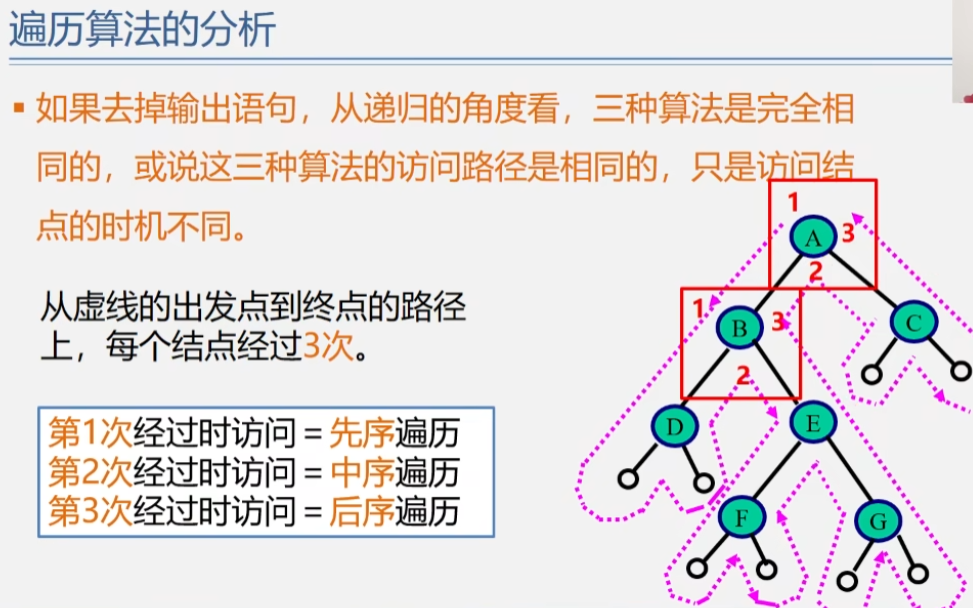 遍历算法的分析
▪ 如果去掉输出语句，从递归的角度看，三种算法是完全相
同的，或说这三种算法的访问路径是相同的，只是访问结
点的时机不同。
从虚线的出发点到终点的路径
上，每个结点经过3次。
第1次经过时访问＝先序遍历
第2次经过时访问＝中序遍历
第3次经过时访问＝后序遍历
1
A
3
2
1
B
3
C
2
D
E
F
G